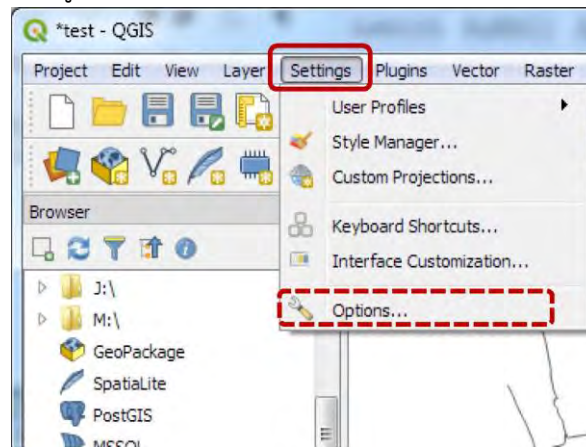 *test - QGIS
Project Edit View Layer Settings Plugins Vector Raster
User Profiles
Style Manager...
Custom Projections...
Browser
Keyboard Shortcuts...
Interface Customization...
J:\
M:\
Options...
GeoPackage
SpatiaLite
PostGIS
MSSQL